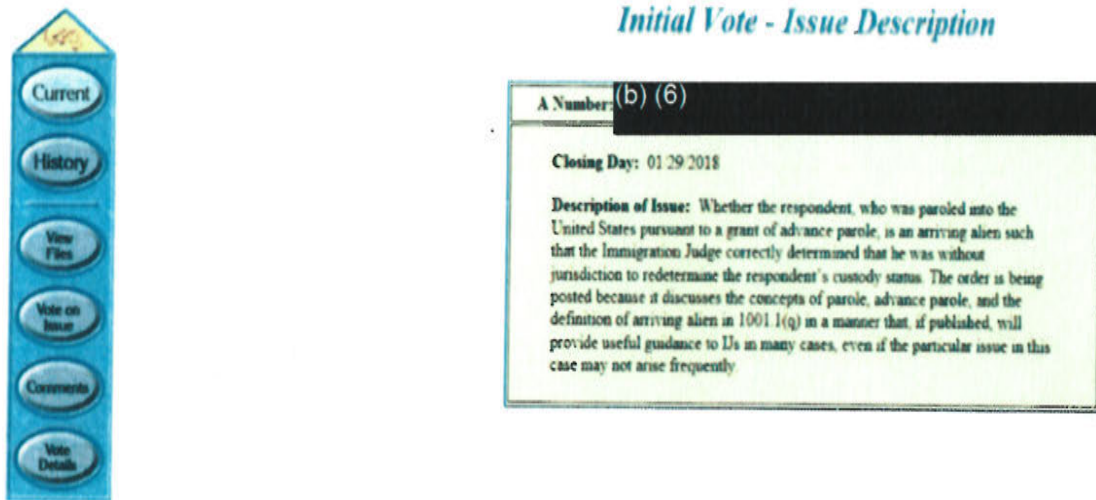 Initial Vote - Issue Description
Current
History
View
Files
Vote on
Issue
Comments
Vote
Details
A Number: (b) (6)
Closing Day: 01/29/2018
Description of Issue: Whether the respondent, who was paroled into the
United States pursuant to a grant of advance parole, is an arriving alien such
that the Immigration Judge correctly determined that he was without
jurisdiction to redetermine the respondent's custody status. The order is being
posted because it discusses the concepts of parole, advance parole, and the
definition of arriving alien in 1001.1(q) in a manner that, if published, will
provide useful guidance to IJs in many cases, even if the particular issue in this
case may not arise frequently.